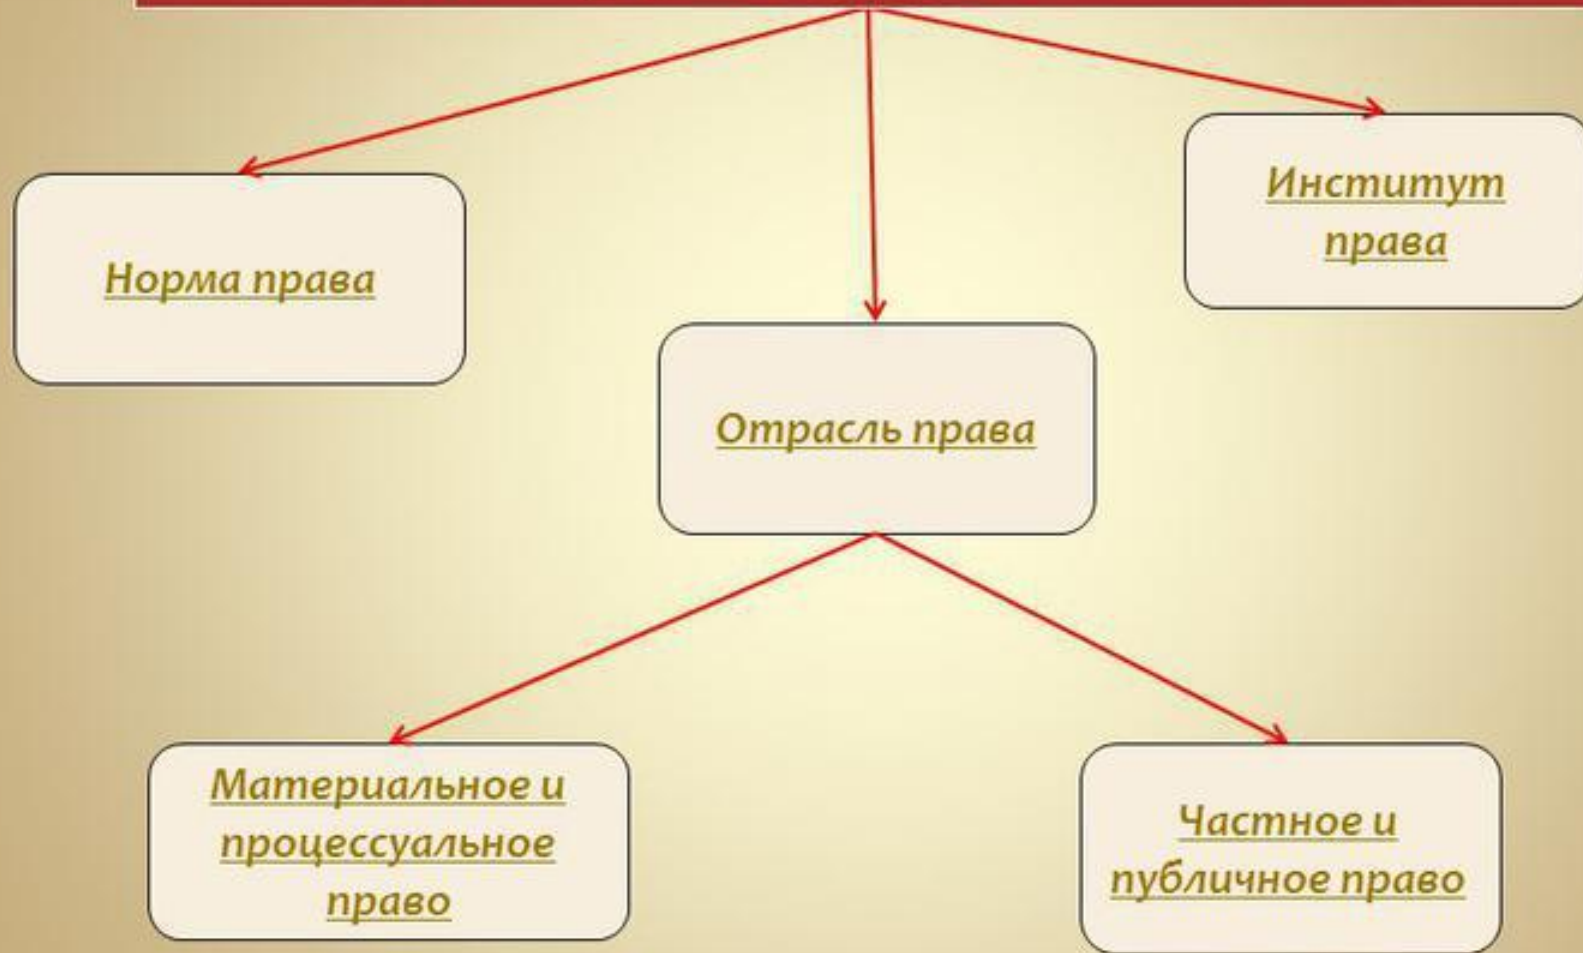 Институт
права
Норма права
Отрасль права
Материальное и
процессуальное
право
Частное и
публичное право